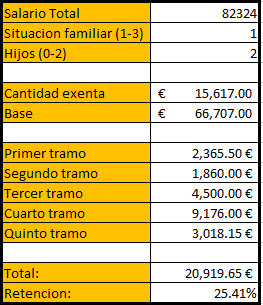 Salario Total 82324
Situacion familiar (1-3) 1
Hijos (0-2) 2
Cantidad exenta € 15,617.00
Base € 66,707.00
Primer tramo 2,365.50 €
Segundo tramo 1,860.00 €
Tercer tramo 4,500.00 €
Cuarto tramo 9,176.00 €
Quinto tramo 3,018.15 €
Total: 20,919.65 €
Retencion: 25.41%